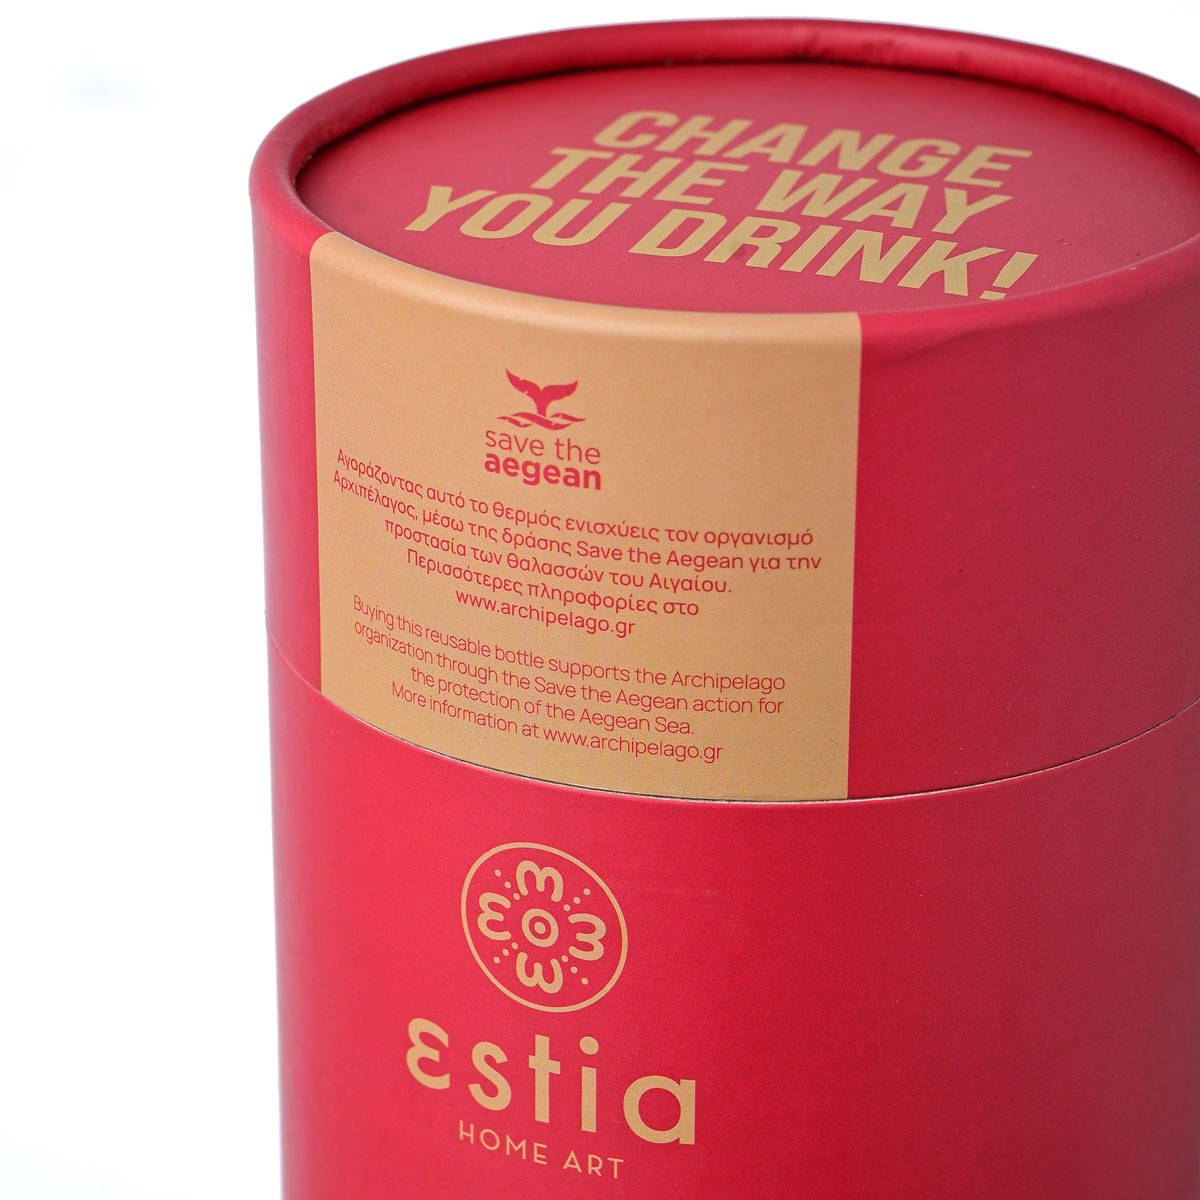 CHANGE
THE WAY
YOU DRINK!
save the
aegean
Αγοράζοντας αυτό το θερμός ενισχύεις τον οργανισμό
Αρχιπέλαγος, μέσω της δράσης Save the Aegean για την
προστασία των θαλασσών του Αιγαίου.
Περισσότερες πληροφορίες στο
www.archipelago.gr
Buying this reusable bottle supports the Archipelago
organization through the Save the Aegean action for
the protection of the Aegean Sea.
More information at www.archipelago.gr
εstia
HOME ART